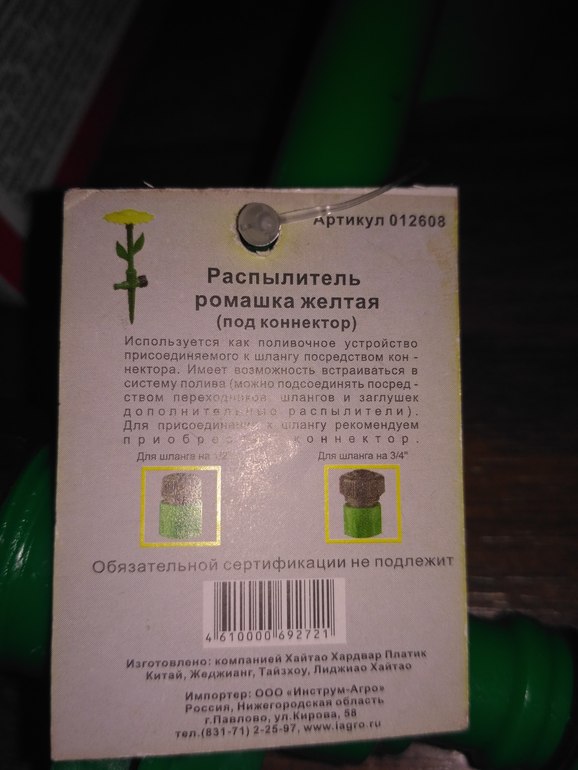 Артикул 012608
Распылитель
ромашка желтая
(под коннектор)
Используется как поливочное устройство
присоединяемого к шлангу посредством кон -
нектора. Имеет возможность встраиваться в
систему полива (можно подсоединять посред -
ством переходников шлангов и заглушек
дополнительные распылители).
Для присоединения к шлангу рекомендуем
коннектор.
Для шланга на 1/2" Для шланга на 3/4"
Обязательной сертификации не подлежит
4 610000 692721
Изготовлено: компанией Хайтао Хардвар Платик
Китай, Жеджианг, Тайзхоу, Лиджиао Хайтао
Импортер: ООО «Инструм-Агро»
Россия, Нижегородская область
г.Павлово, ул.Кирова, 58
тел.(831-71) 2-25-97, www.iagro.ru